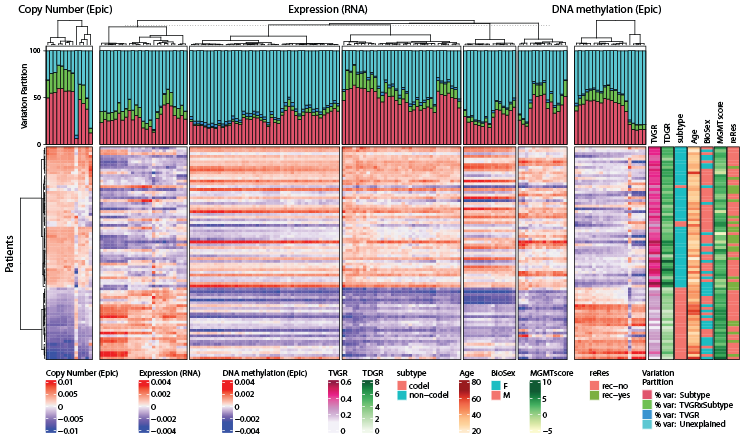 Copy Number (Epic) Expression (RNA) DNA methylation (Epic)
Variation Partition
100
50
0
TVGR TDGR subtype Age BioSex MGMTscore reRes
Patients
Copy Number (Epic) Expression (RNA) DNA methylation (Epic) TVGR TDGR subtype Age BioSex MGMTscore reRes Variation Partition
0.01 0.004 0.004 0.6 8 codel 80 F 10 rec-no % var: Subtype
0.005 0.002 0.002 0.4 6 non-codel 60 M 5 rec-yes % var: TVGRxSubtype
0 0 0 0.2 4 40 0 % var: TVGR
-0.005 -0.002 -0.002 0 2 20 -5 % var: Unexplained
-0.01 -0.004 -0.004 0